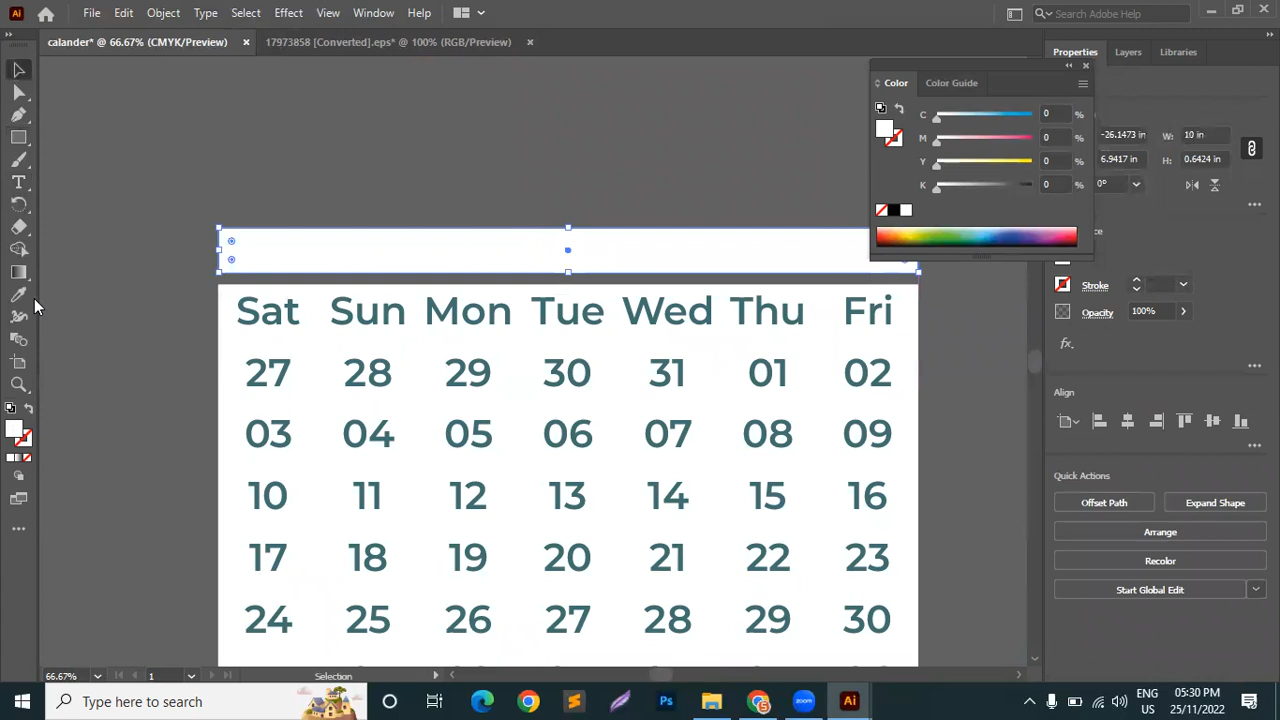 File Edit Object Type Select Effect View Window Help
Search Adobe Help
calander* @ 66.67% (CMYK/Preview) × 17973858 [Converted].eps* @ 100% (RGB/Preview) ×
Properties Layers Libraries
Color Color Guide
C 0 %
M 0 %
Y 0 %
K 0 %
-26.1473 in W: 10 in
6.9417 in H: 0.6424 in
0°
Stroke
Opacity 100%
fx.
Align
Quick Actions
Offset Path Expand Shape
Arrange
Recolor
Start Global Edit
Sat Sun Mon Tue Wed Thu Fri
27 28 29 30 31 01 02
03 04 05 06 07 08 09
10 11 12 13 14 15 16
17 18 19 20 21 22 23
24 25 26 27 28 29 30
66.67% 1 Selection
Type here to search
Ps
Ai
ENG
US
05:30 PM
25/11/2022